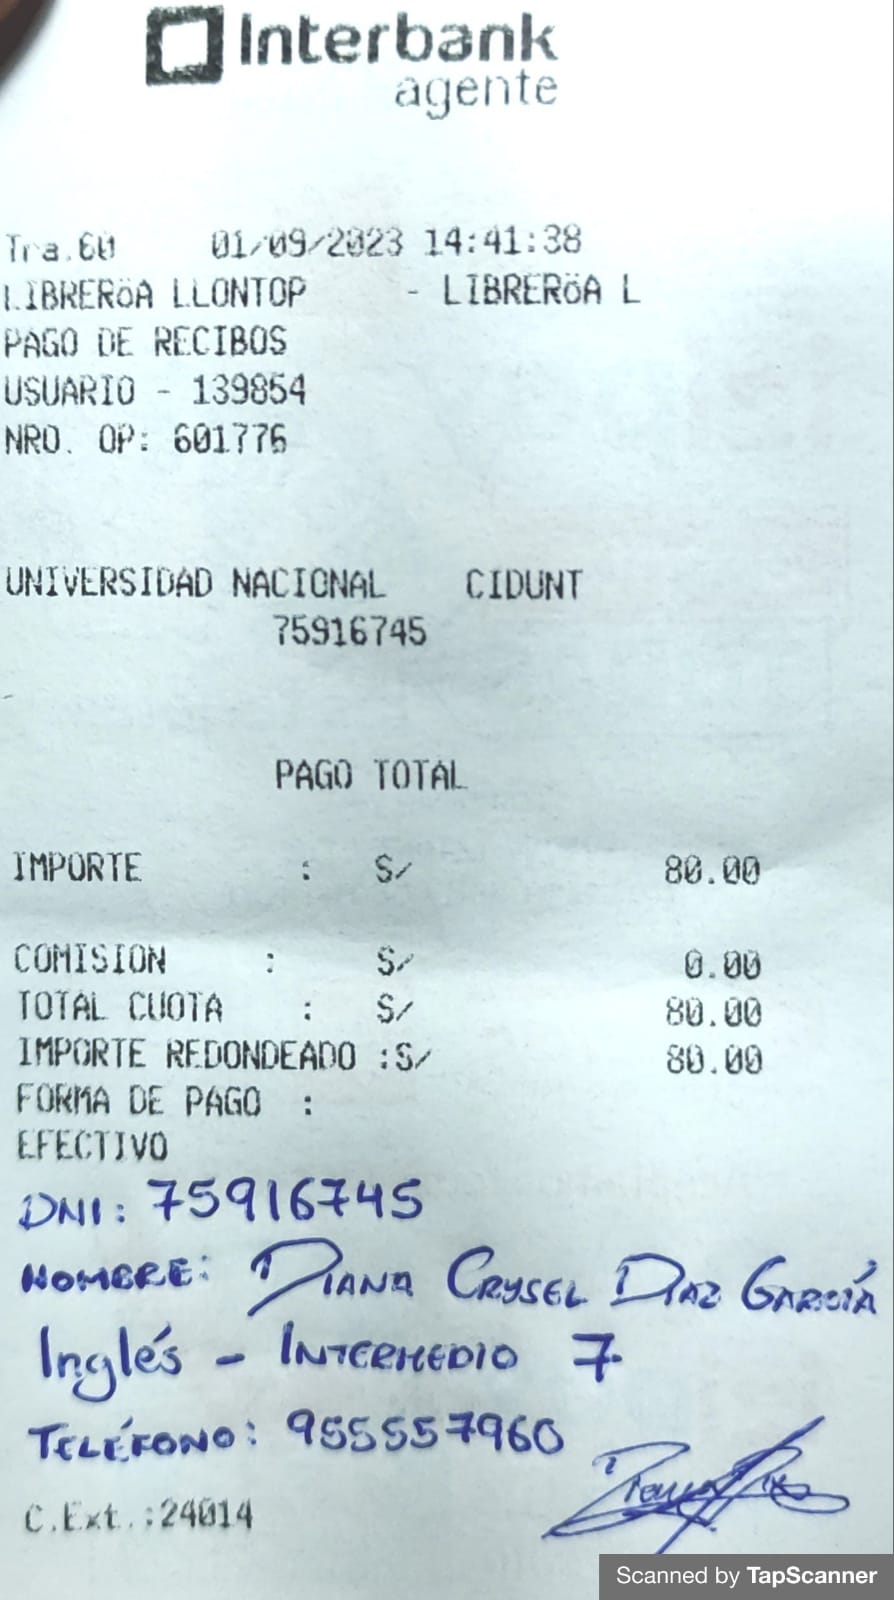 Interbank
agente
Tra.60 01/09/2023 14:41:38
LIBRERöA LLONTOP - LIBRERöA L
PAGO DE RECIBOS
USUARIO - 139854
NRO. OP: 601776
UNIVERSIDAD NACIONAL CIDUNT
75916745
PAGO TOTAL
IMPORTE : S/ 80.00
COMISION : S/ 0.00
TOTAL CUOTA : S/ 80.00
IMPORTE REDONDEADO :S/ 80.00
FORMA DE PAGO :
EFECTIVO
DNI: 75916745
NOMBRE: DIANA CRYSEL DIAZ GARCÍA
Inglés - INTERMEDIO 7
TELÉFONO: 955557960
C.Ext.:24014
Scanned by TapScanner